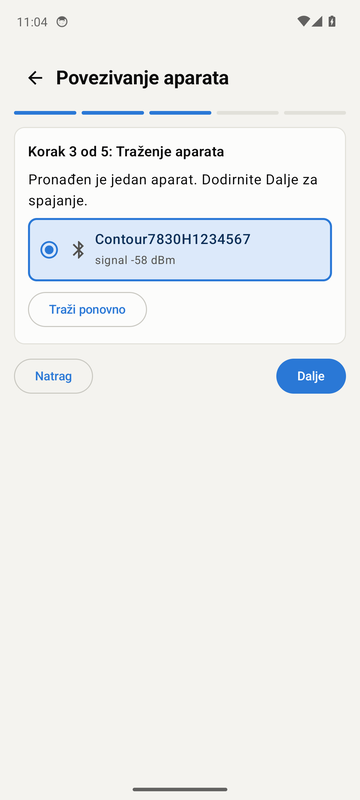 11:04
Povezivanje aparata
Korak 3 od 5: Traženje aparata
Pronađen je jedan aparat. Dodirnite Dalje za
spajanje.
Contour7830H1234567
signal -58 dBm
Traži ponovno
Natrag
Dalje